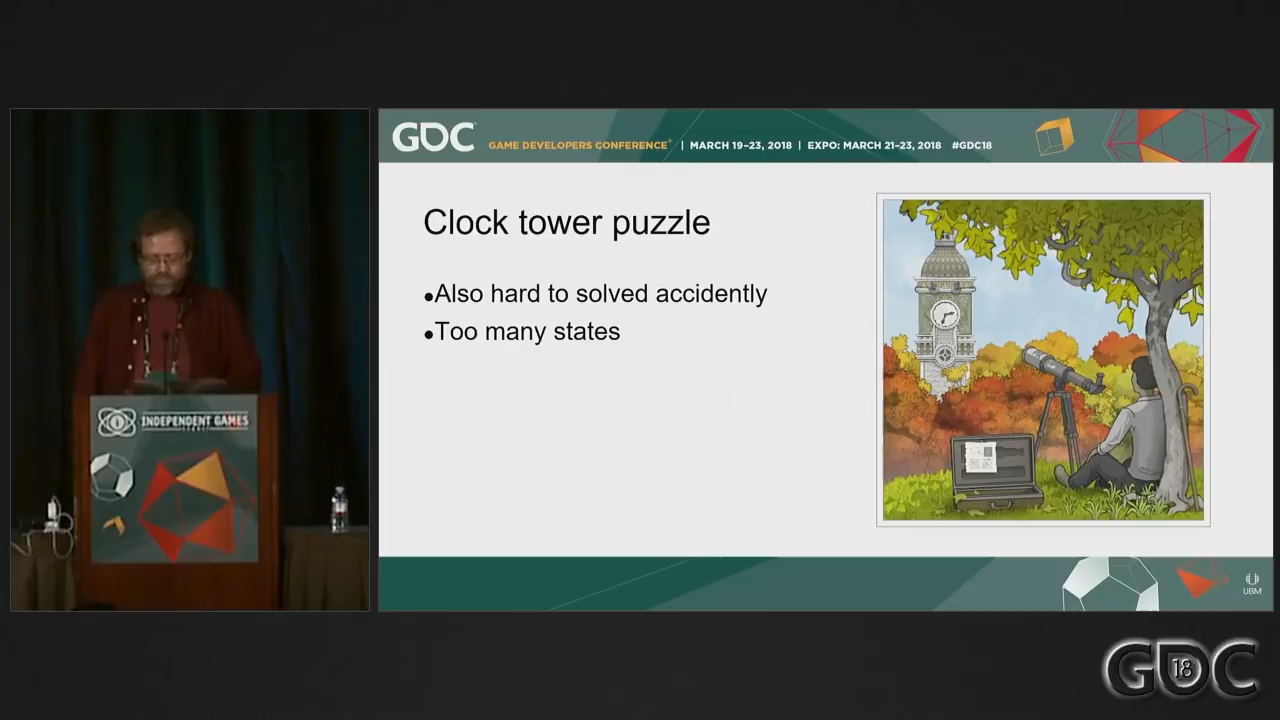 GDC
GAME DEVELOPERS CONFERENCE® | MARCH 19–23, 2018 | EXPO: MARCH 21–23, 2018 #GDC18
Clock tower puzzle
•Also hard to solved accidently
•Too many states
INDEPENDENT GAMES
UBM
GDC
18